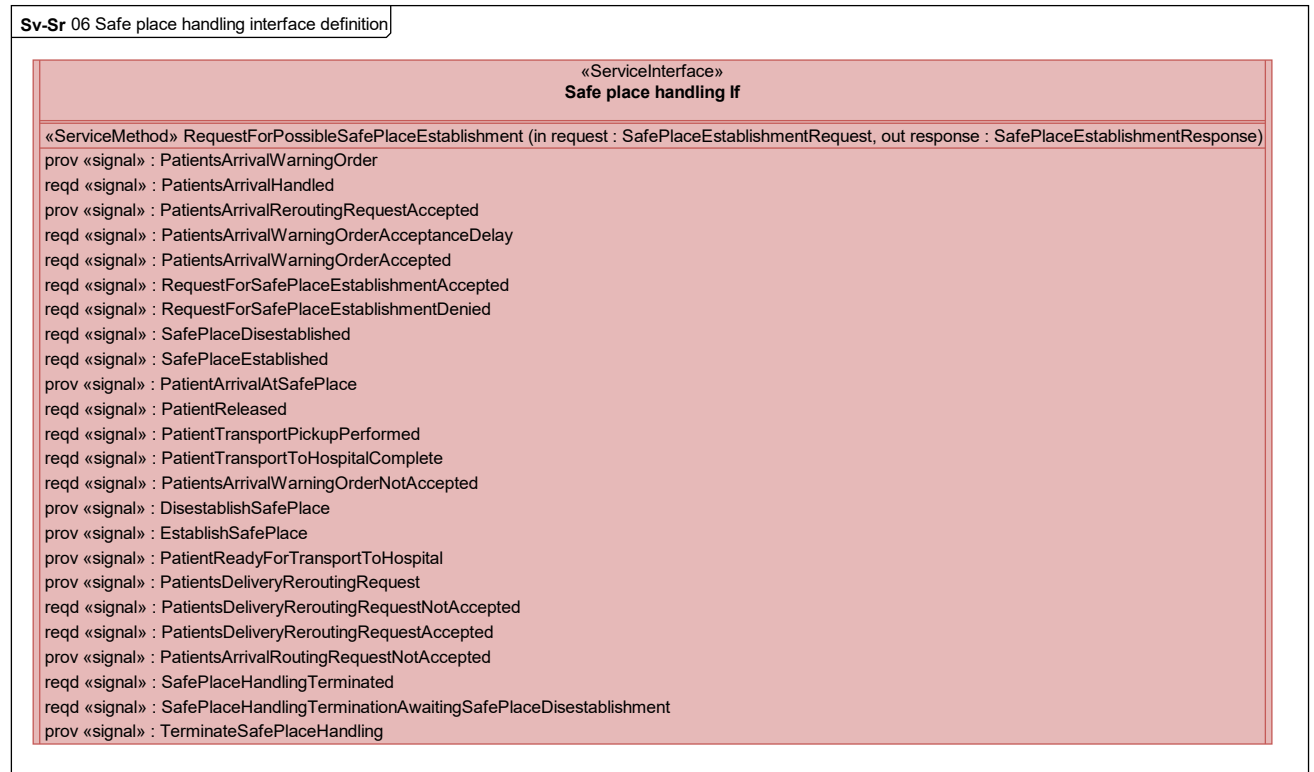 Sv-Sr 06 Safe place handling interface definition
«ServiceInterface»
Safe place handling If
«ServiceMethod» RequestForPossibleSafePlaceEstablishment (in request : SafePlaceEstablishmentRequest, out response : SafePlaceEstablishmentResponse)
prov «signal» : PatientsArrivalWarningOrder
reqd «signal» : PatientsArrivalHandled
prov «signal» : PatientsArrivalReroutingRequestAccepted
reqd «signal» : PatientsArrivalWarningOrderAcceptanceDelay
reqd «signal» : PatientsArrivalWarningOrderAccepted
reqd «signal» : RequestForSafePlaceEstablishmentAccepted
reqd «signal» : RequestForSafePlaceEstablishmentDenied
reqd «signal» : SafePlaceDisestablished
reqd «signal» : SafePlaceEstablished
prov «signal» : PatientArrivalAtSafePlace
reqd «signal» : PatientReleased
reqd «signal» : PatientTransportPickupPerformed
reqd «signal» : PatientTransportToHospitalComplete
reqd «signal» : PatientsArrivalWarningOrderNotAccepted
prov «signal» : DisestablishSafePlace
prov «signal» : EstablishSafePlace
prov «signal» : PatientReadyForTransportToHospital
prov «signal» : PatientsDeliveryReroutingRequest
reqd «signal» : PatientsDeliveryReroutingRequestNotAccepted
reqd «signal» : PatientsDeliveryReroutingRequestAccepted
prov «signal» : PatientsArrivalRoutingRequestNotAccepted
reqd «signal» : SafePlaceHandlingTerminated
reqd «signal» : SafePlaceHandlingTerminationAwaitingSafePlaceDisestablishment
prov «signal» : TerminateSafePlaceHandling